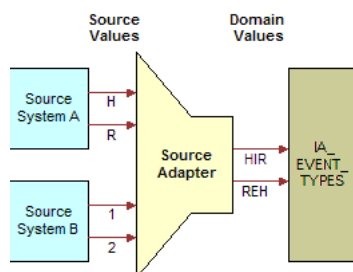 Source
Values
Domain
Values
Source
System A
H
R
Source
Adapter
HIR
REH
IA_
EVENT_
TYPES
Source
System B
1
2